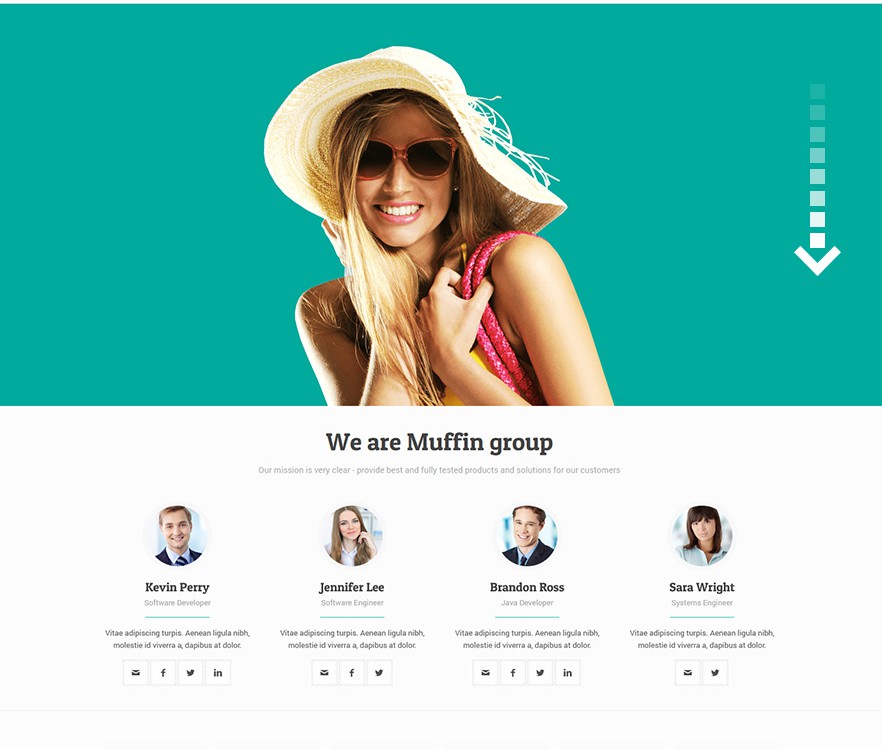 We are Muffin group
Our mission is very clear - provide best and fully tested products and solutions for our customers
Kevin Perry
Software Developer
Vitae adipiscing turpis. Aenean ligula nibh,
molestie id viverra a, dapibus at dolor.
Jennifer Lee
Software Engineer
Vitae adipiscing turpis. Aenean ligula nibh,
molestie id viverra a, dapibus at dolor.
Brandon Ross
Java Developer
Vitae adipiscing turpis. Aenean ligula nibh,
molestie id viverra a, dapibus at dolor.
Sara Wright
Systems Engineer
Vitae adipiscing turpis. Aenean ligula nibh,
molestie id viverra a, dapibus at dolor.